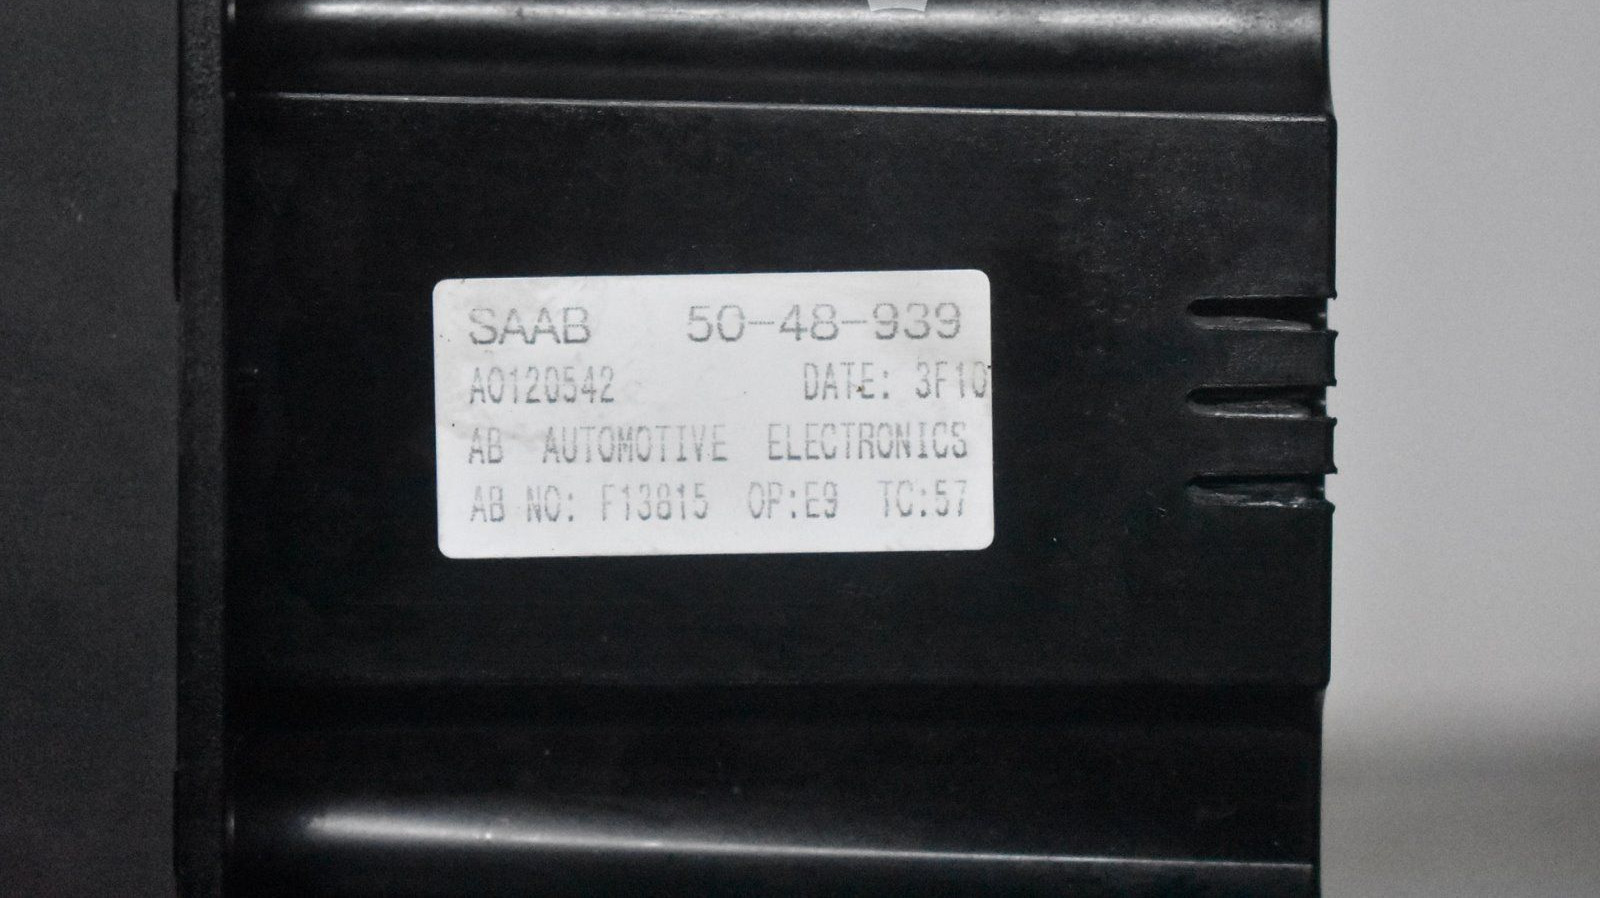 SAAB 50-48-939
A0120542 DATE: 3F10
AB AUTOMOTIVE ELECTRONICS
AB NO: F13815 OP:E9 TC:57